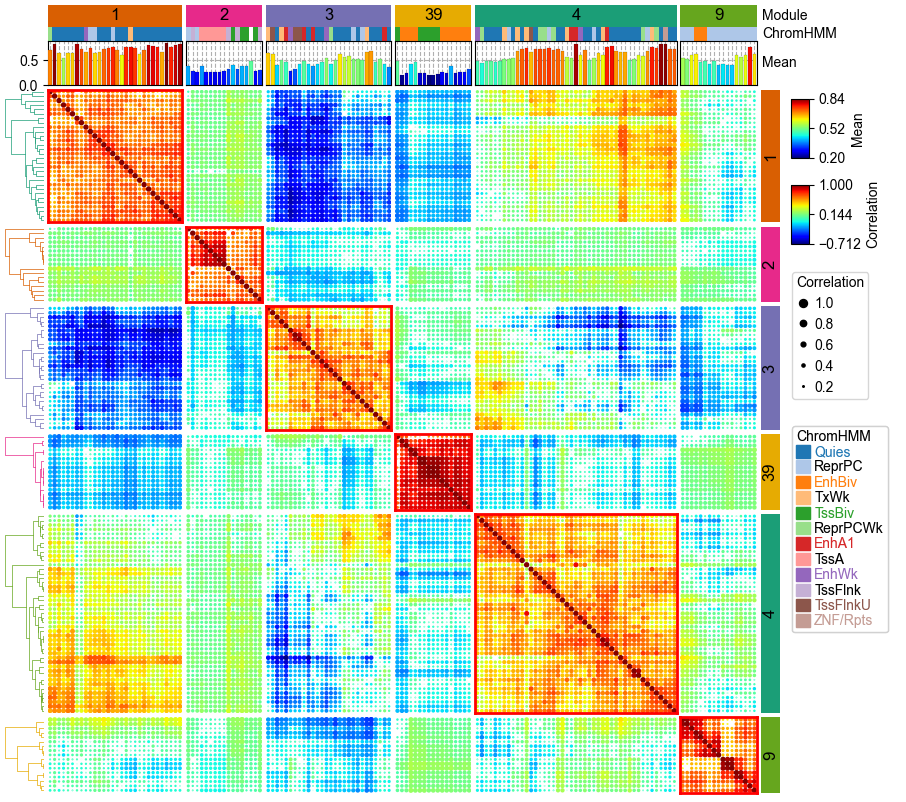 1 2 3 39 4 9 Module
ChromHMM
0.5 Mean
0.0
1
2
3
39
4
9
0.84
0.52
0.20
Mean
1.000
0.144
−0.712
Correlation
Correlation
1.0
0.8
0.6
0.4
0.2
ChromHMM
Quies
ReprPC
EnhBiv
TxWk
TssBiv
ReprPCWk
EnhA1
TssA
EnhWk
TssFlnk
TssFlnkU
ZNF/Rpts